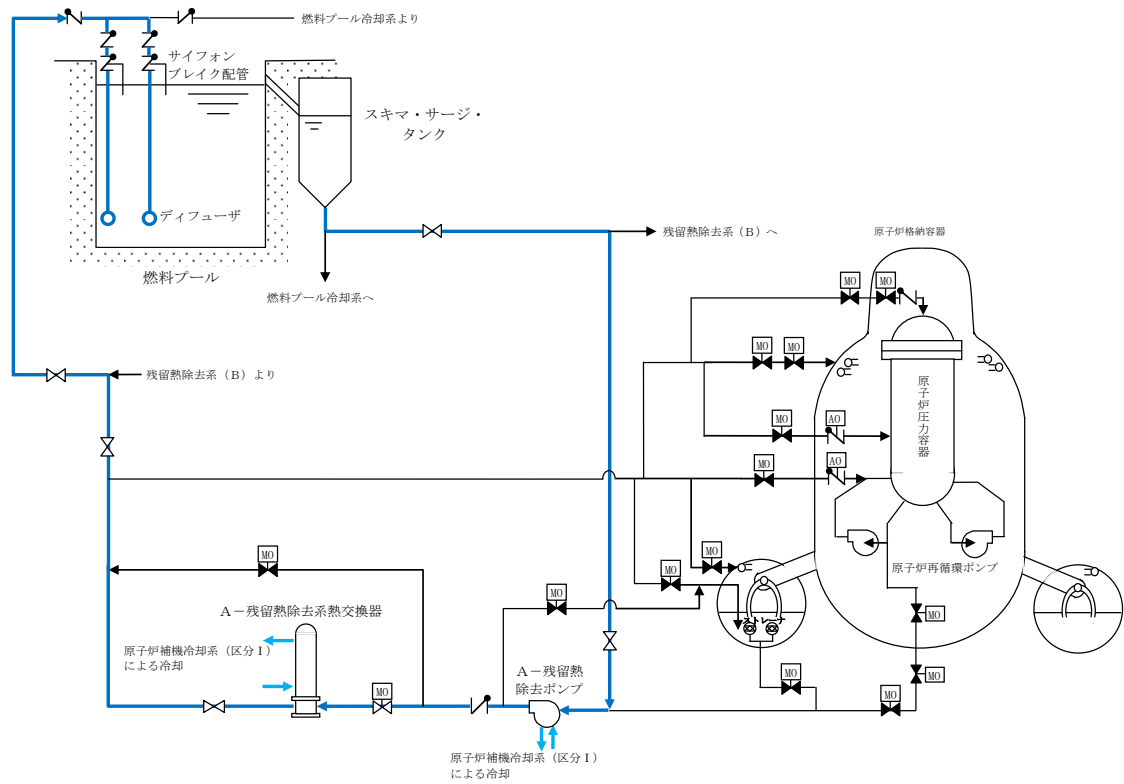 燃料プール冷却系より
サイフォン
ブレイク配管
スキマ・サージ・
タンク
ディフューザ
燃料プール
残留熱除去系（B）へ
燃料プール冷却系へ
原子炉格納容器
MO
MO
MO
MO
残留熱除去系（B）より
原子炉圧力容器
MO
AO
MO
AO
MO
MO
MO
MO
原子炉再循環ポンプ
A－残留熱除去系熱交換器
MO
ストレーナ
原子炉補機冷却系（区分Ⅰ）
による冷却
A－残留熱
除去ポンプ
MO
MO
MO
MO
原子炉補機冷却系（区分Ⅰ）
による冷却